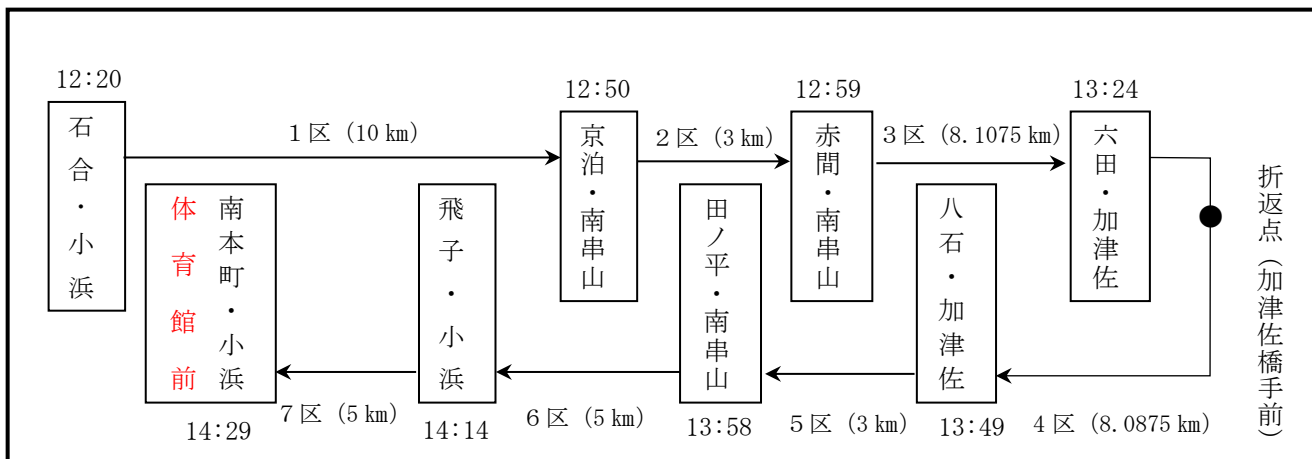 12:20
石合・小浜
1区 (10 km)
12:50
京泊・南串山
2区 (3 km)
12:59
赤間・南串山
3区 (8.1075 km)
13:24
六田・加津佐
折返点（加津佐橋手前）
4区 (8.0875 km)
八石・加津佐
13:49
5区 (3 km)
田ノ平・南串山
13:58
6区 (5 km)
飛子・小浜
14:14
7区 (5 km)
南本町・小浜
体育館前
14:29